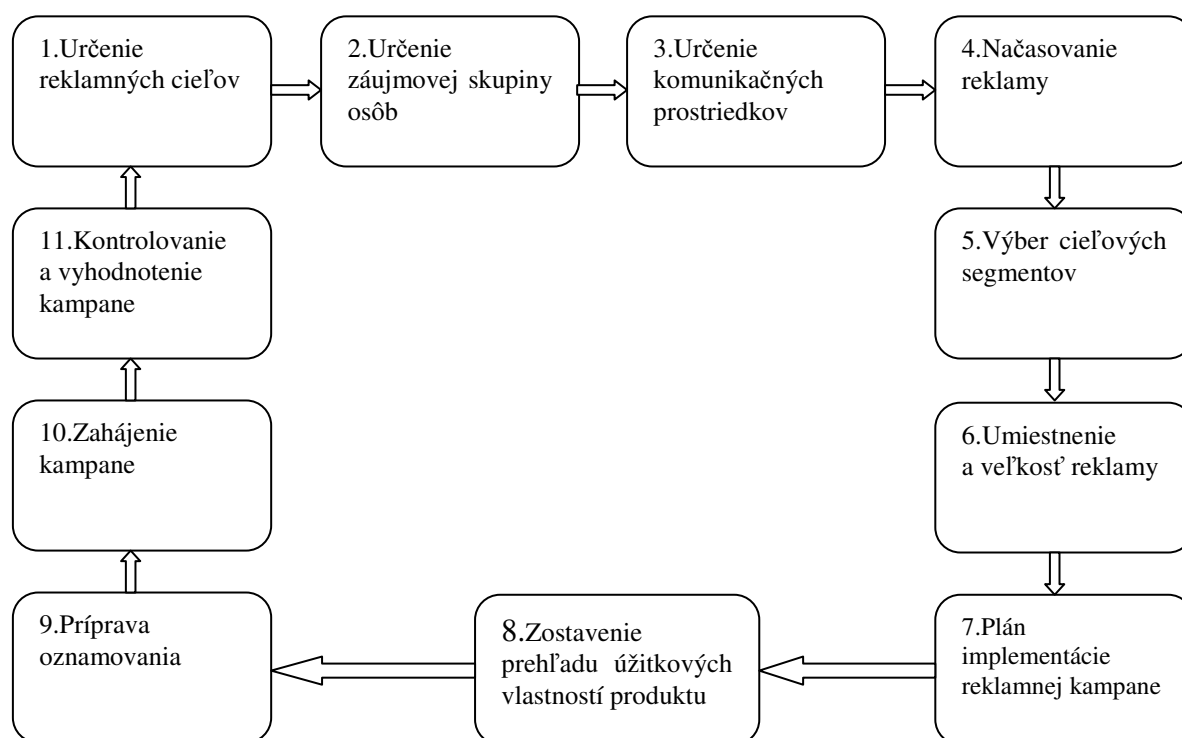 1.Určenie
reklamných cieľov
2.Určenie
záujmovej skupiny
osôb
3.Určenie
komunikačných
prostriedkov
4.Načasovanie
reklamy
5.Výber cieľových
segmentov
6.Umiestnenie
a veľkosť reklamy
7.Plán
implementácie
reklamnej kampane
8.Zostavenie
prehľadu úžitkových
vlastností produktu
9.Príprava
oznamovania
10.Zahájenie
kampane
11.Kontrolovanie
a vyhodnotenie
kampane